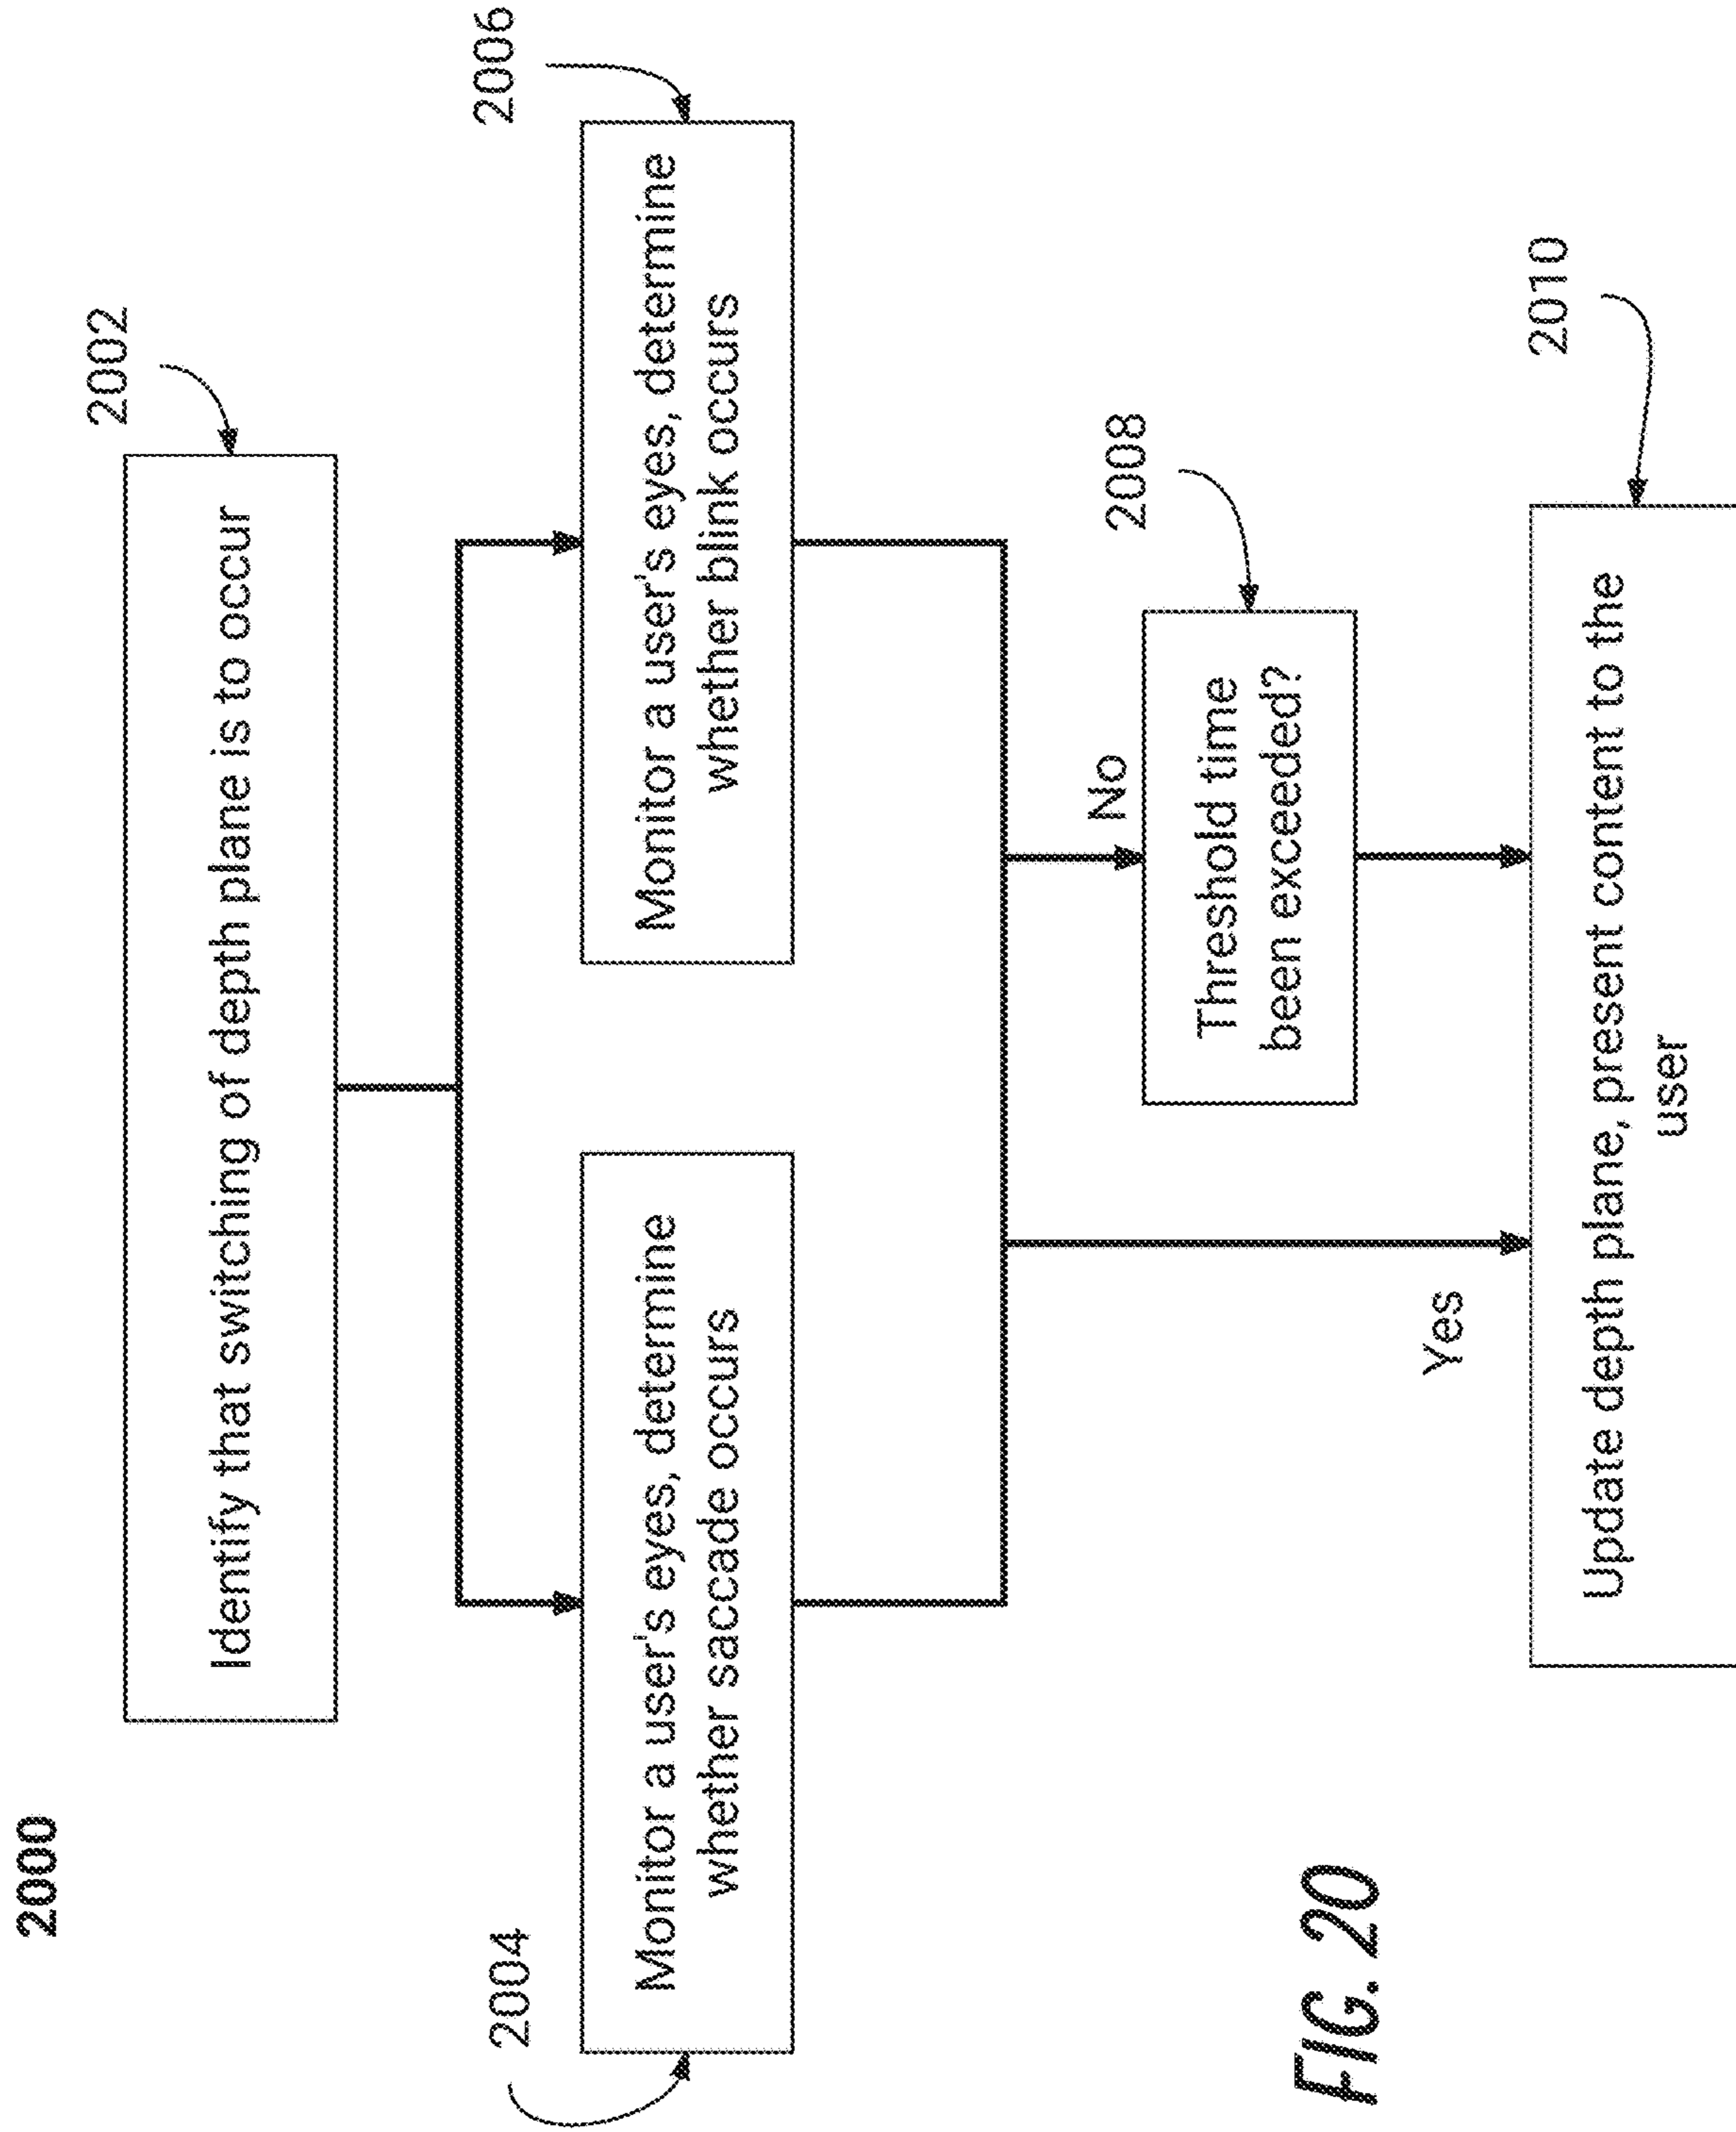 2000
2002
Identify that switching of depth plane is to occur
2004
Monitor a user's eyes, determine
whether saccade occurs
2006
Monitor a user's eyes, determine
whether blink occurs
No
2008
Threshold time
been exceeded?
Yes
2010
Update depth plane, present content to the
user
FIG. 20